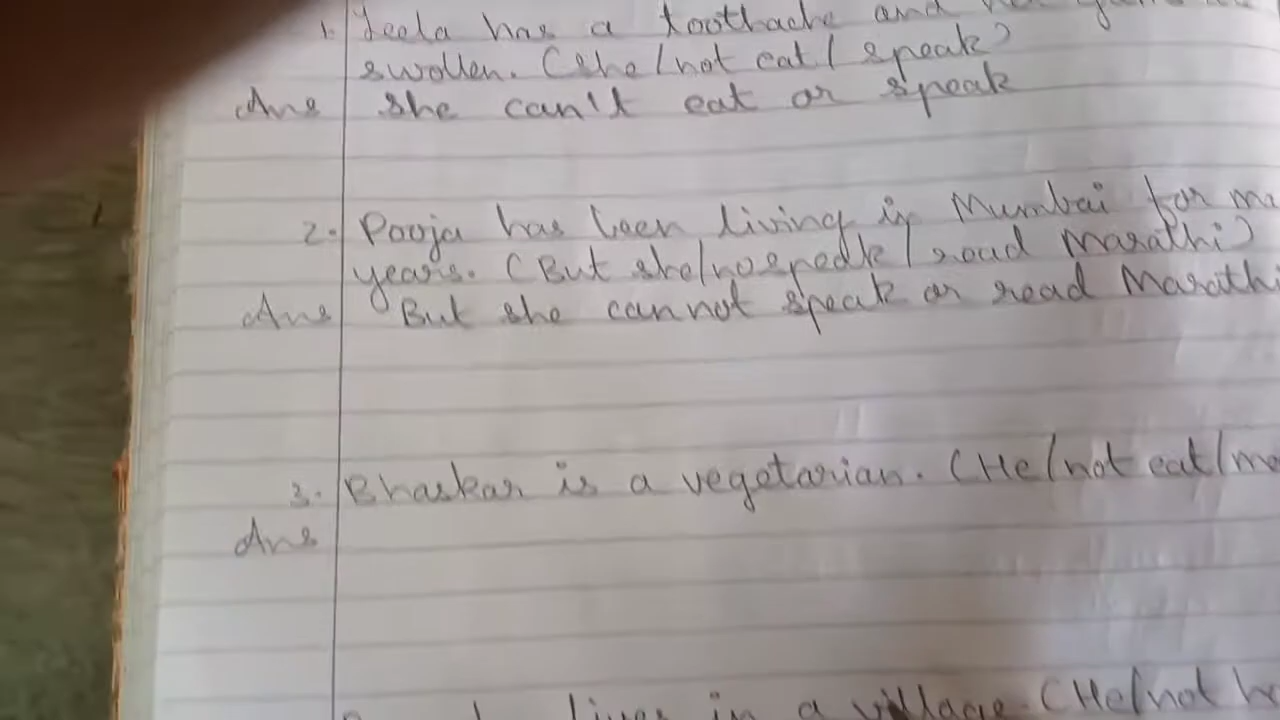 1. Leela has a toothache and
swollen. (She/not eat/ speak)
Ans She can't eat or speak
2. Pooja has been living in Mumbai for
years. (But she/no speak/ read Marathi)
Ans But she cannot speak or read Marathi
3. Bhaskar is a vegetarian. (He/not eat/
Ans
lives in a village. (He/not